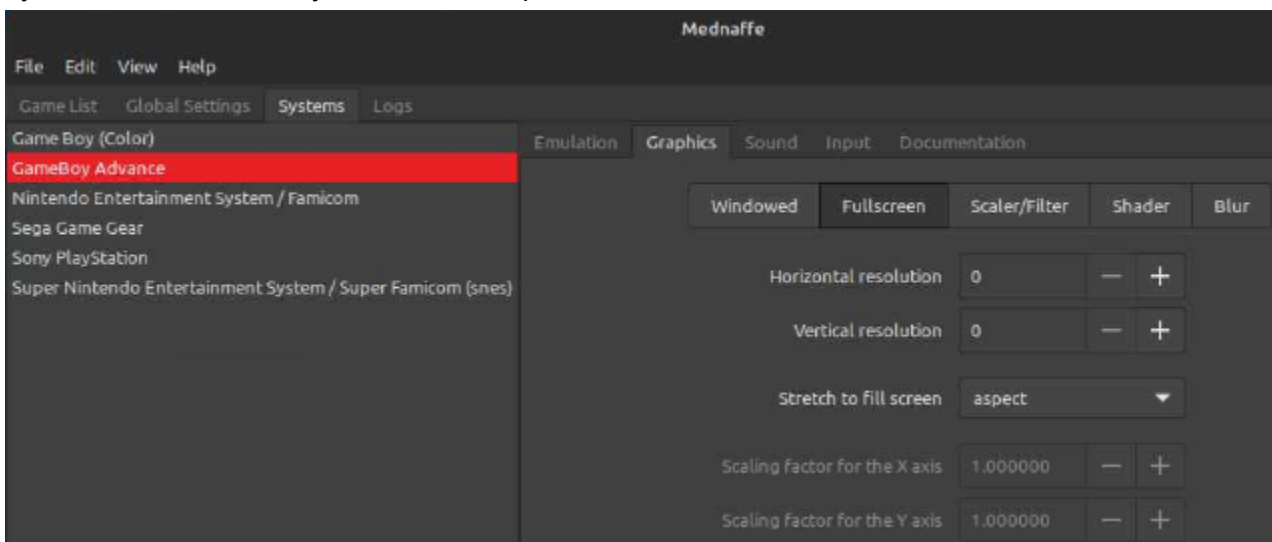 Mednaffe
File Edit View Help
Game List Global Settings Systems Logs
Game Boy (Color)
GameBoy Advance
Nintendo Entertainment System / Famicom
Sega Game Gear
Sony PlayStation
Super Nintendo Entertainment System / Super Famicom (snes)
Emulation Graphics Sound Input Documentation
Windowed Fullscreen Scaler/Filter Shader Blur
Horizontal resolution 0 — +
Vertical resolution 0 — +
Stretch to fill screen aspect
Scaling factor for the X axis 1.000000 — +
Scaling factor for the Y axis 1.000000 — +